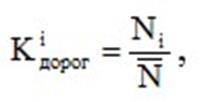 K^i_дорог = N_i / N̅,